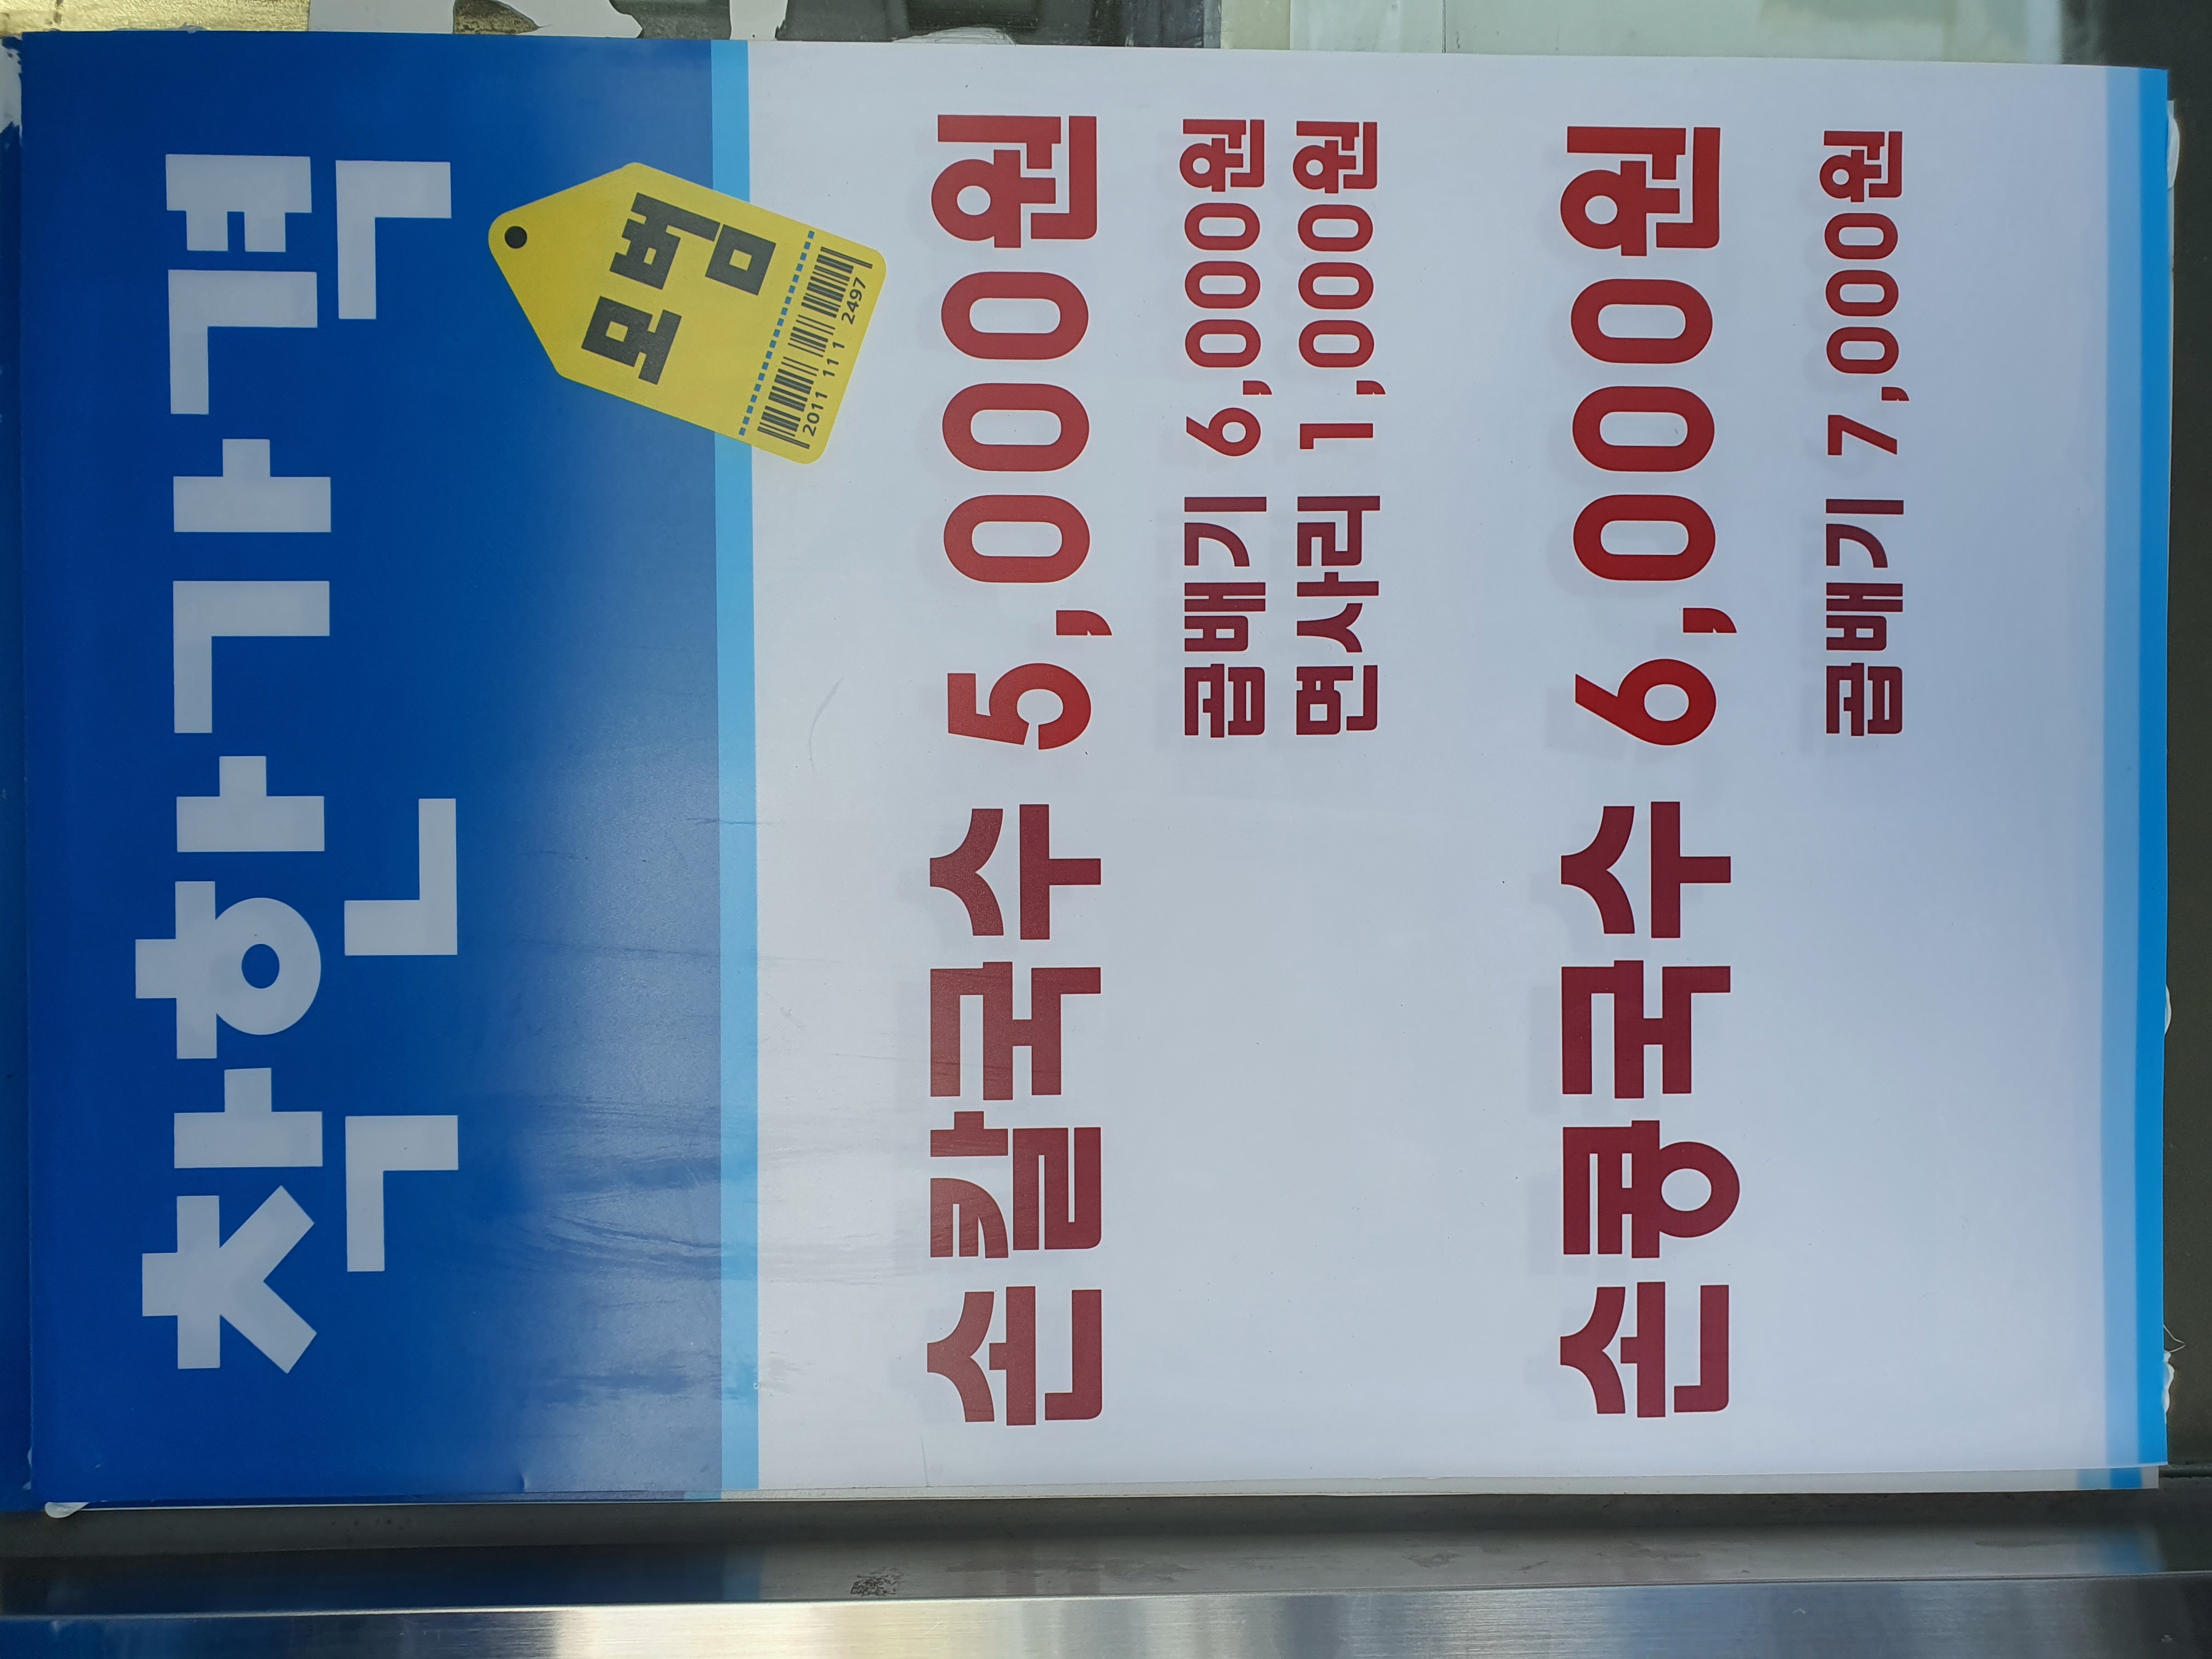 착한가격
모범
2011 111 2497
손칼국수 5,000원
곱배기 6,000원
면사리 1,000원
손콩국수 6,000원
곱배기 7,000원